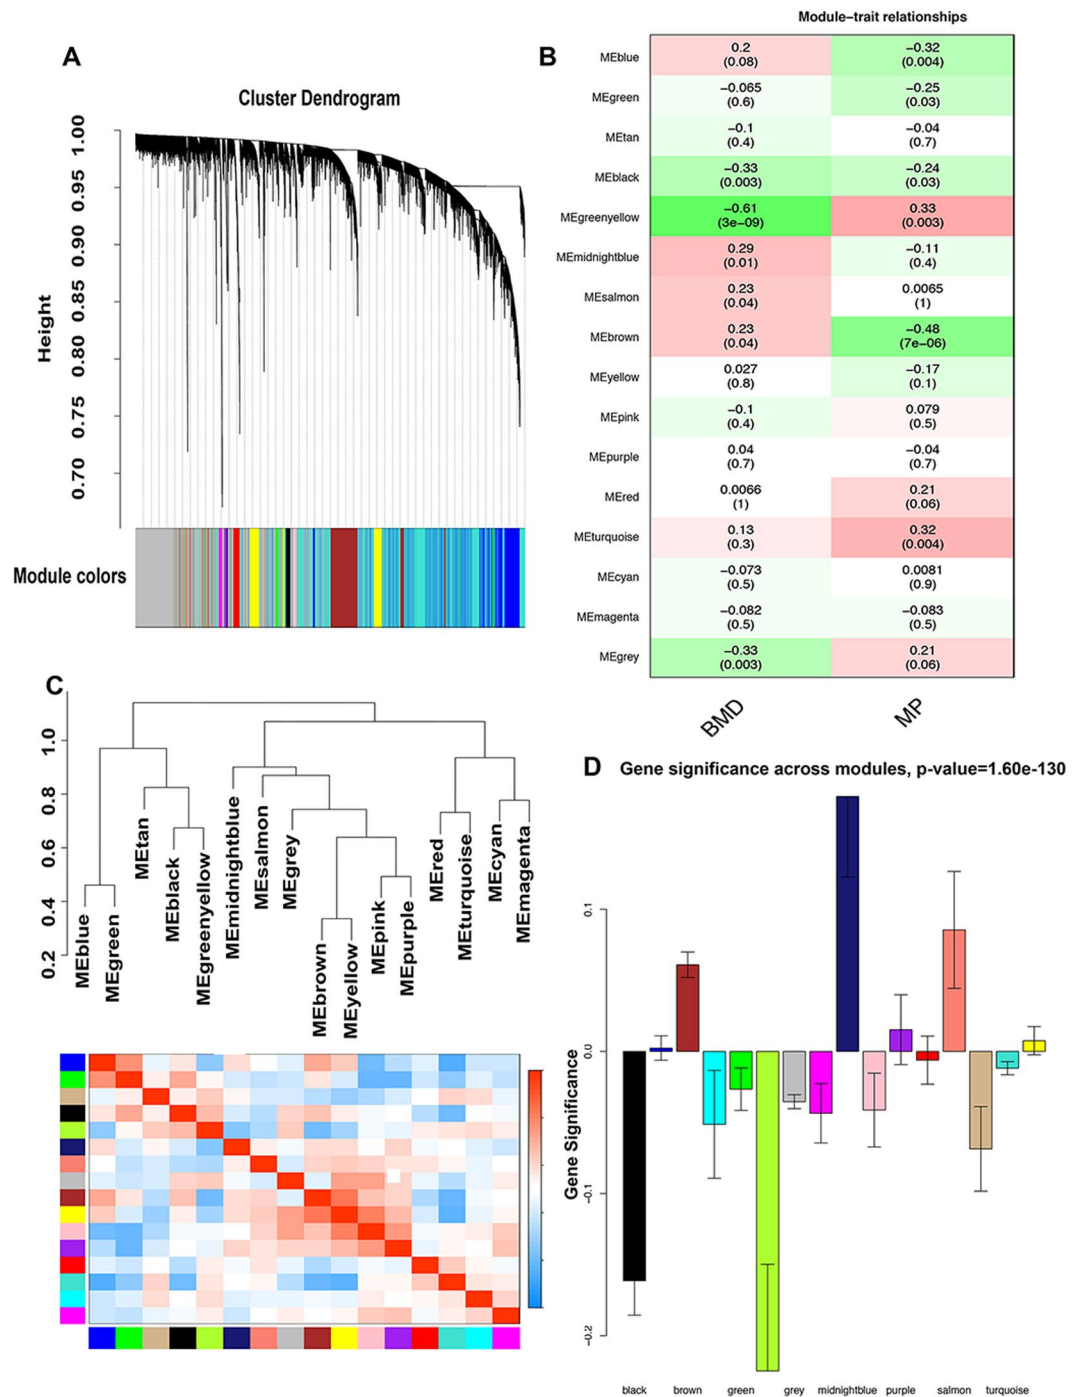 A
Cluster Dendrogram
Height
1.00
0.95
0.90
0.85
0.80
0.75
0.70
Module colors
B
Module–trait relationships
MEblue
0.2
(0.08)
−0.32
(0.004)
MEgreen
−0.065
(0.6)
−0.25
(0.03)
MEtan
−0.1
(0.4)
−0.04
(0.7)
MEblack
−0.33
(0.003)
−0.24
(0.03)
MEgreenyellow
−0.61
(3e−09)
0.33
(0.003)
MEmidnightblue
0.29
(0.01)
−0.11
(0.4)
MEsalmon
0.23
(0.04)
0.0065
(1)
MEbrown
0.23
(0.04)
−0.48
(7e−06)
MEyellow
0.027
(0.8)
−0.17
(0.1)
MEpink
−0.1
(0.4)
0.079
(0.5)
MEpurple
0.04
(0.7)
−0.04
(0.7)
MEred
0.0066
(1)
0.21
(0.06)
MEturquoise
0.13
(0.3)
0.32
(0.004)
MEcyan
−0.073
(0.5)
0.0081
(0.9)
MEmagenta
−0.082
(0.5)
−0.083
(0.5)
MEgrey
−0.33
(0.003)
0.21
(0.06)
BMD
MP
C
1.0
0.8
0.6
0.4
0.2
MEblue
MEgreen
MEtan
MEblack
MEgreenyellow
MEmidnightblue
MEsalmon
MEgrey
MEbrown
MEyellow
MEpink
MEpurple
MEred
MEturquoise
MEcyan
MEmagenta
D
Gene significance across modules, p-value=1.60e-130
Gene Significance
0.1
0.0
−0.1
−0.2
black
brown
green
grey
midnightblue
purple
salmon
turquoise